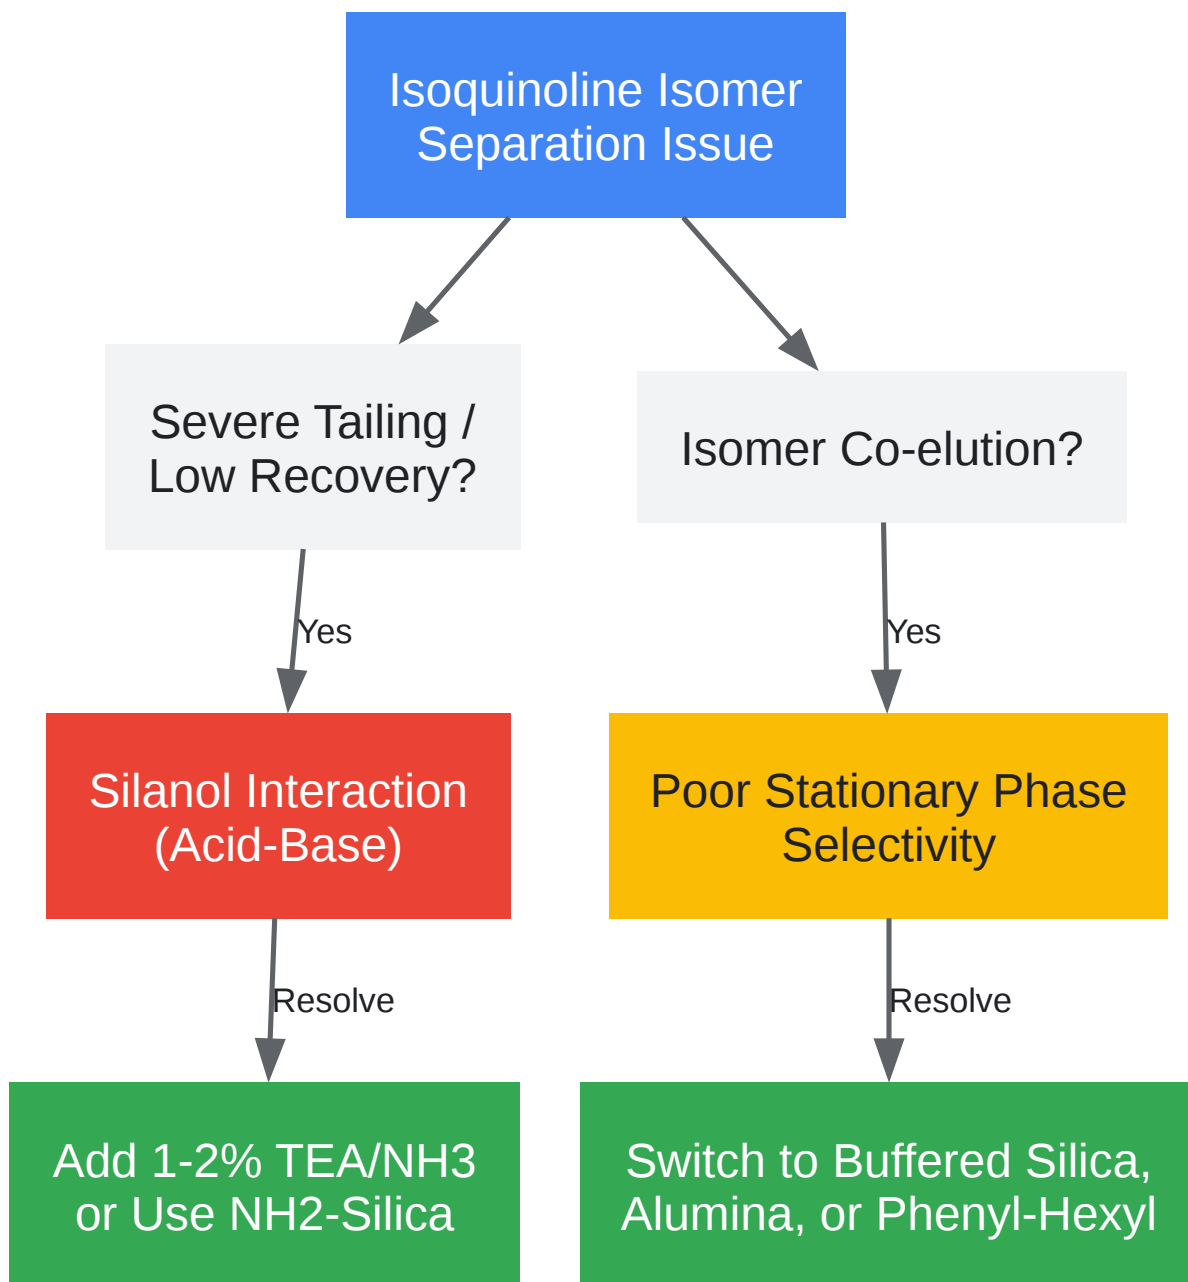 Isoquinoline Isomer
Separation Issue
Severe Tailing /
Low Recovery?
Isomer Co-elution?
Yes
Yes
Silanol Interaction
(Acid-Base)
Poor Stationary Phase
Selectivity
Resolve
Resolve
Add 1-2% TEA/NH3
or Use NH2-Silica
Switch to Buffered Silica,
Alumina, or Phenyl-Hexyl